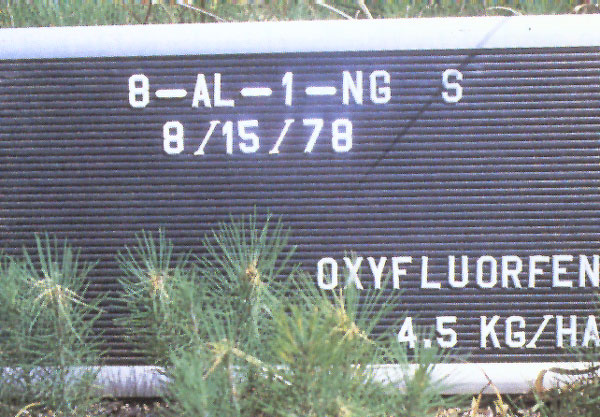 8-AL-1-NG S
8/15/78
OXYFLUORFEN
4.5 KG/HA